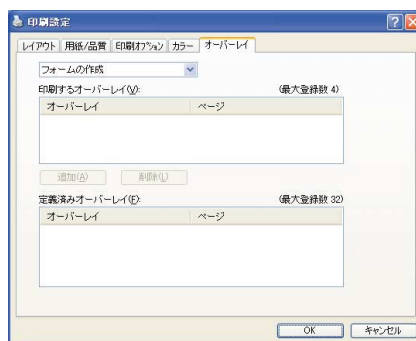 印刷設定
レイアウト 用紙/品質 印刷オプション カラー オーバーレイ
フォームの作成
印刷するオーバーレイ(V): (最大登録数 4)
オーバーレイ ページ
追加(A) 削除(L)
定義済みオーバーレイ(F): (最大登録数 32)
オーバーレイ ページ
OK キャンセル